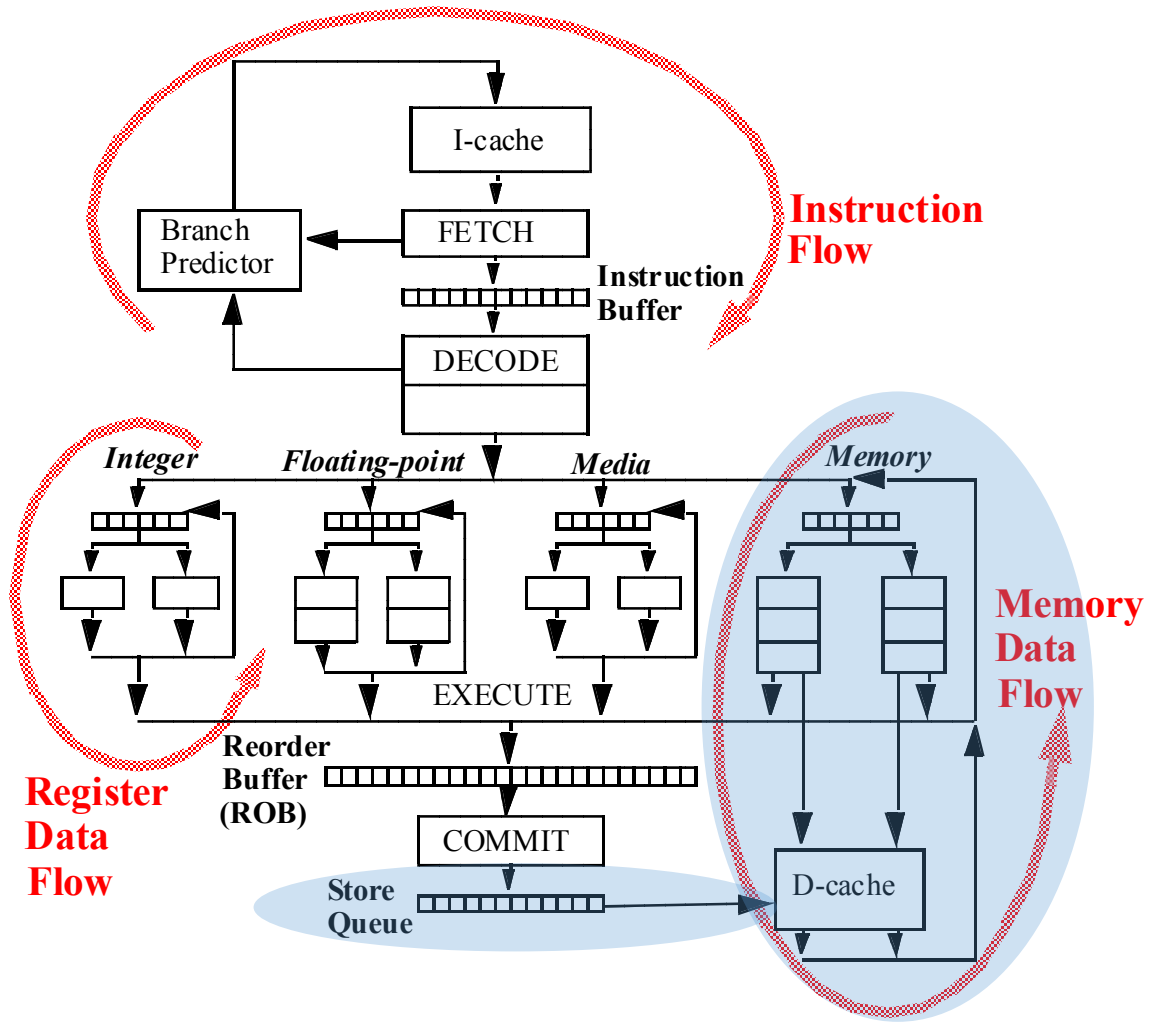 I-cache
Branch
Predictor
FETCH
Instruction
Flow
Instruction
Buffer
DECODE
Integer
Floating-point
Media
Memory
Memory
Data
Flow
EXECUTE
Reorder
Buffer
(ROB)
Register
Data
Flow
COMMIT
Store
Queue
D-cache